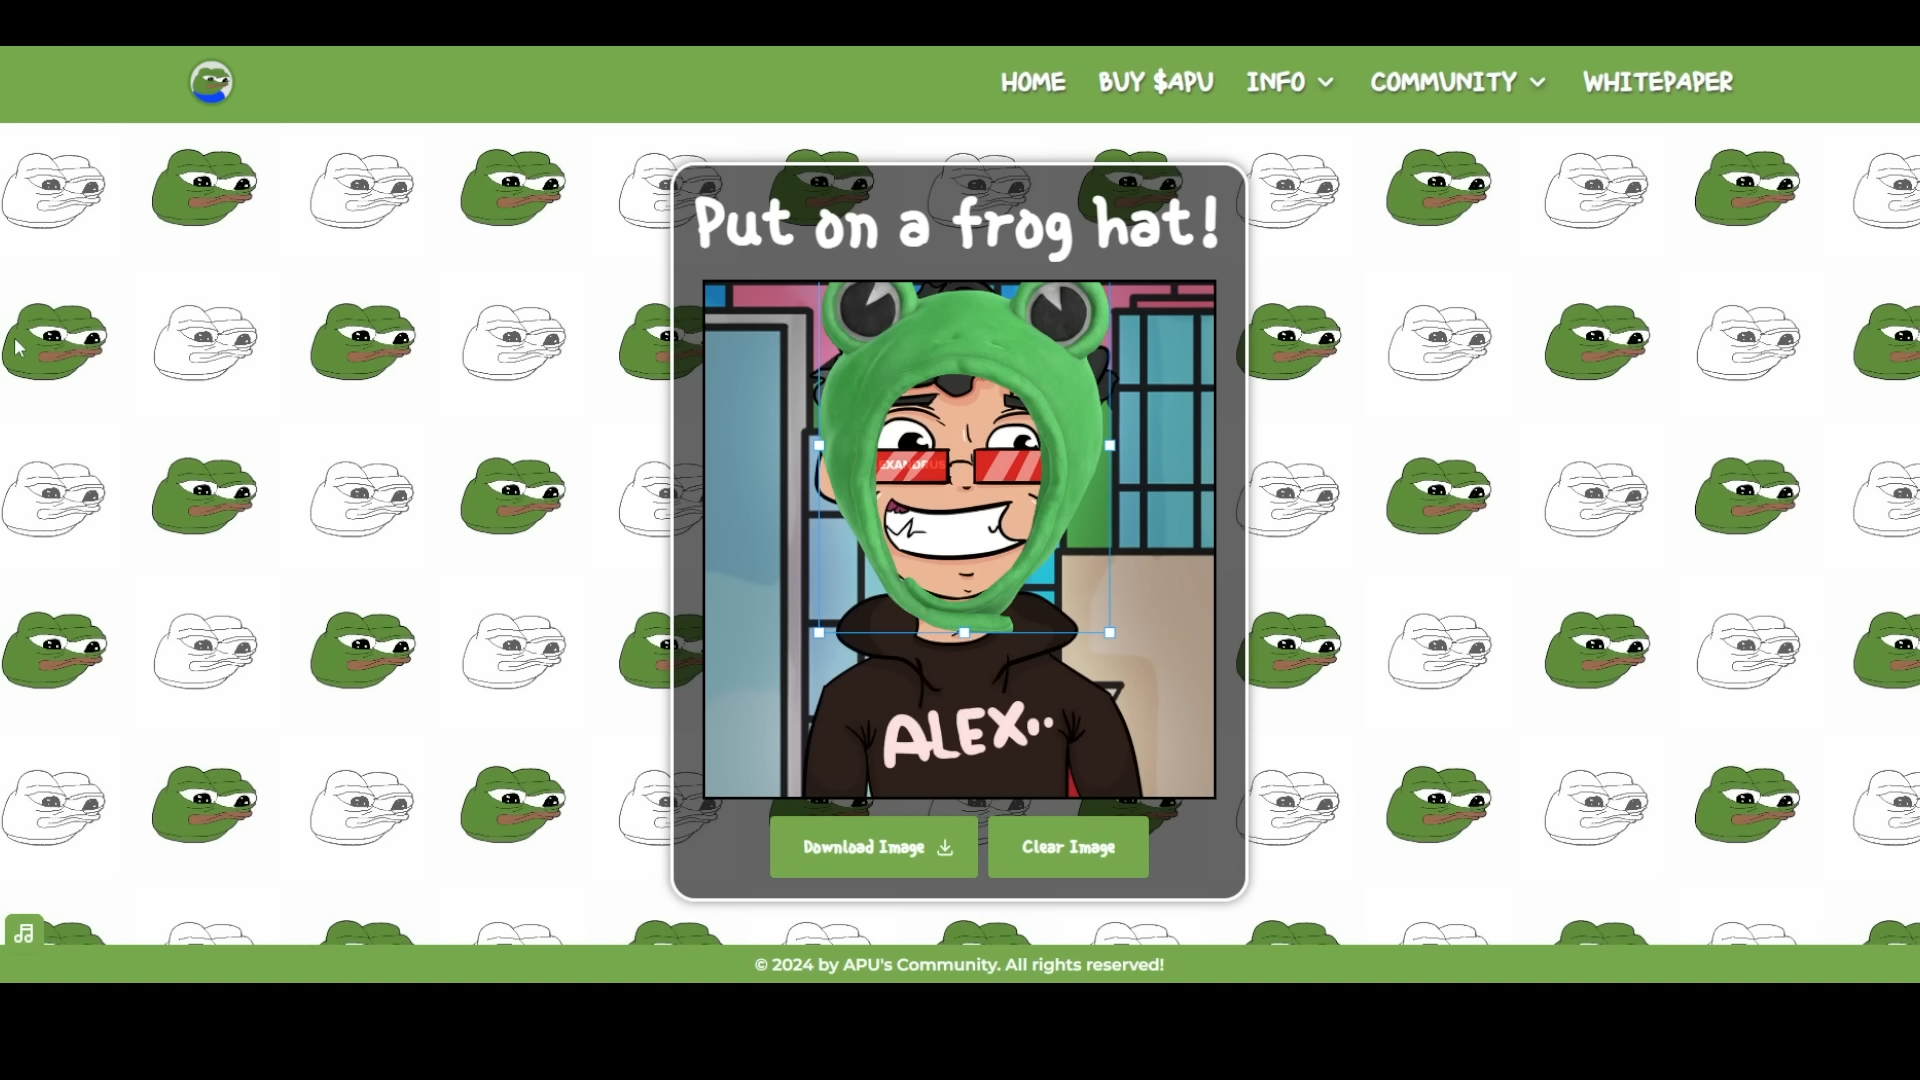 HOME BUY $APU INFO COMMUNITY WHITEPAPER
Put on a frog hat!
EXANDRUS
ALEX..
Download Image Clear Image
© 2024 by APU's Community. All rights reserved!